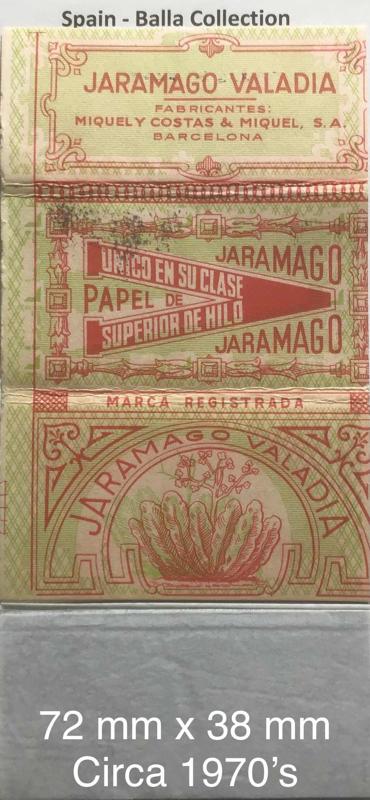 Spain - Balla Collection
JARAMAGO-VALADIA
FABRICANTES:
MIQUEL Y COSTAS & MIQUEL, S.A.
BARCELONA
UNICO EN SU CLASE
JARAMAGO
PAPEL DE
SUPERIOR DE HILO
JARAMAGO
MARCA REGISTRADA
JARAMAGO VALADIA
72 mm x 38 mm
Circa 1970's